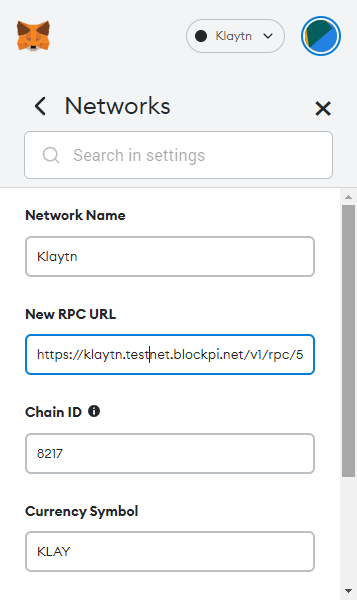 Klaytn
Networks
Search in settings
Network Name
Klaytn
New RPC URL
https://klaytn.testnet.blockpi.net/v1/rpc/5
Chain ID
8217
Currency Symbol
KLAY